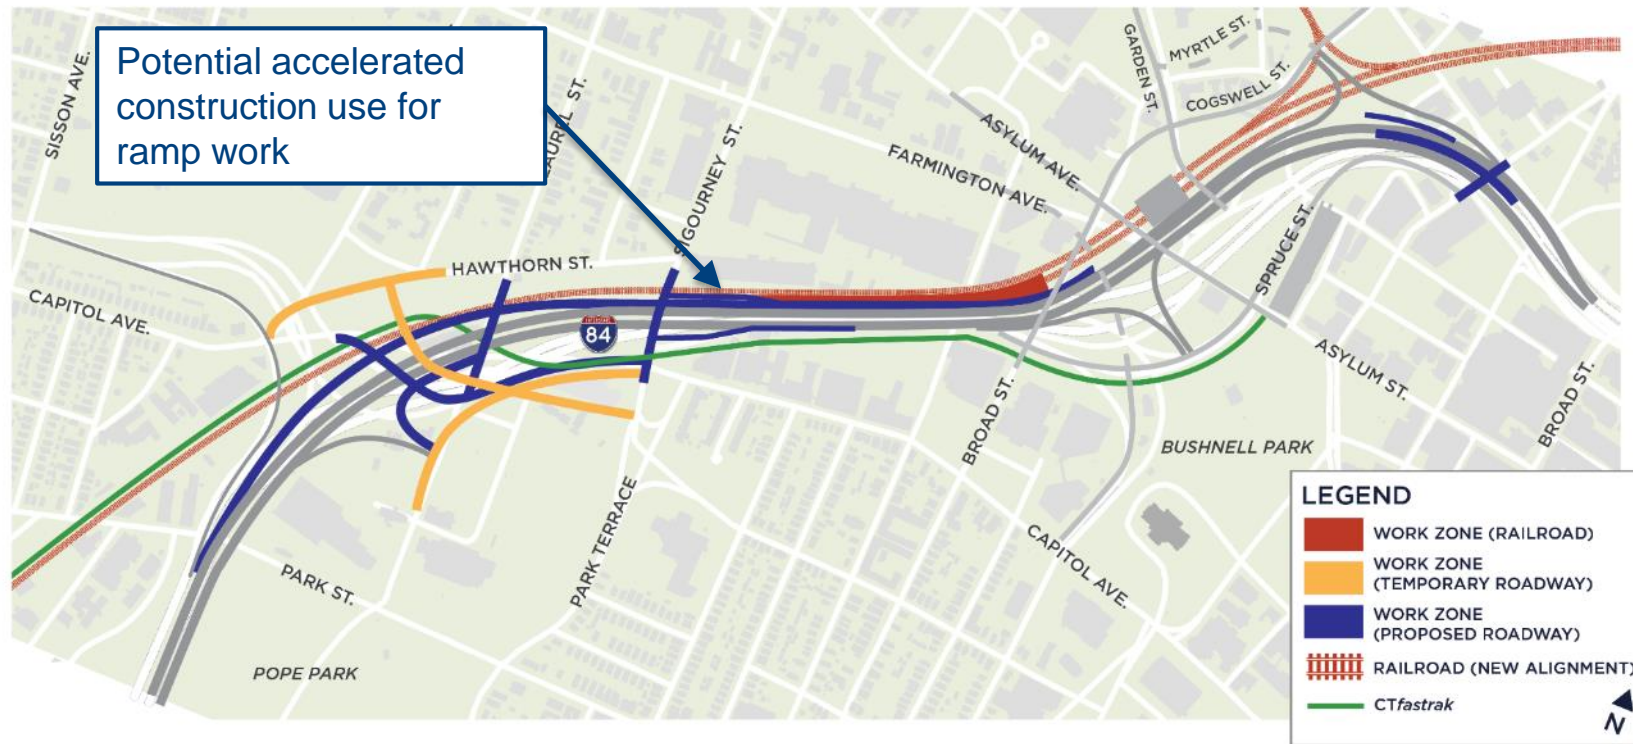 Potential accelerated
construction use for
ramp work
SISSON AVE.
LAUREL ST.
SIGOURNEY ST.
GARDEN ST.
MYRTLE ST.
COGSWELL ST.
ASYLUM AVE.
FARMINGTON AVE.
HAWTHORN ST.
CAPITOL AVE.
84
SPRUCE ST.
ASYLUM ST.
BROAD ST.
BROAD ST.
BUSHNELL PARK
CAPITOL AVE.
PARK TERRACE
PARK ST.
POPE PARK
LEGEND
WORK ZONE (RAILROAD)
WORK ZONE
(TEMPORARY ROADWAY)
WORK ZONE
(PROPOSED ROADWAY)
RAILROAD (NEW ALIGNMENT)
CTfastrak
N